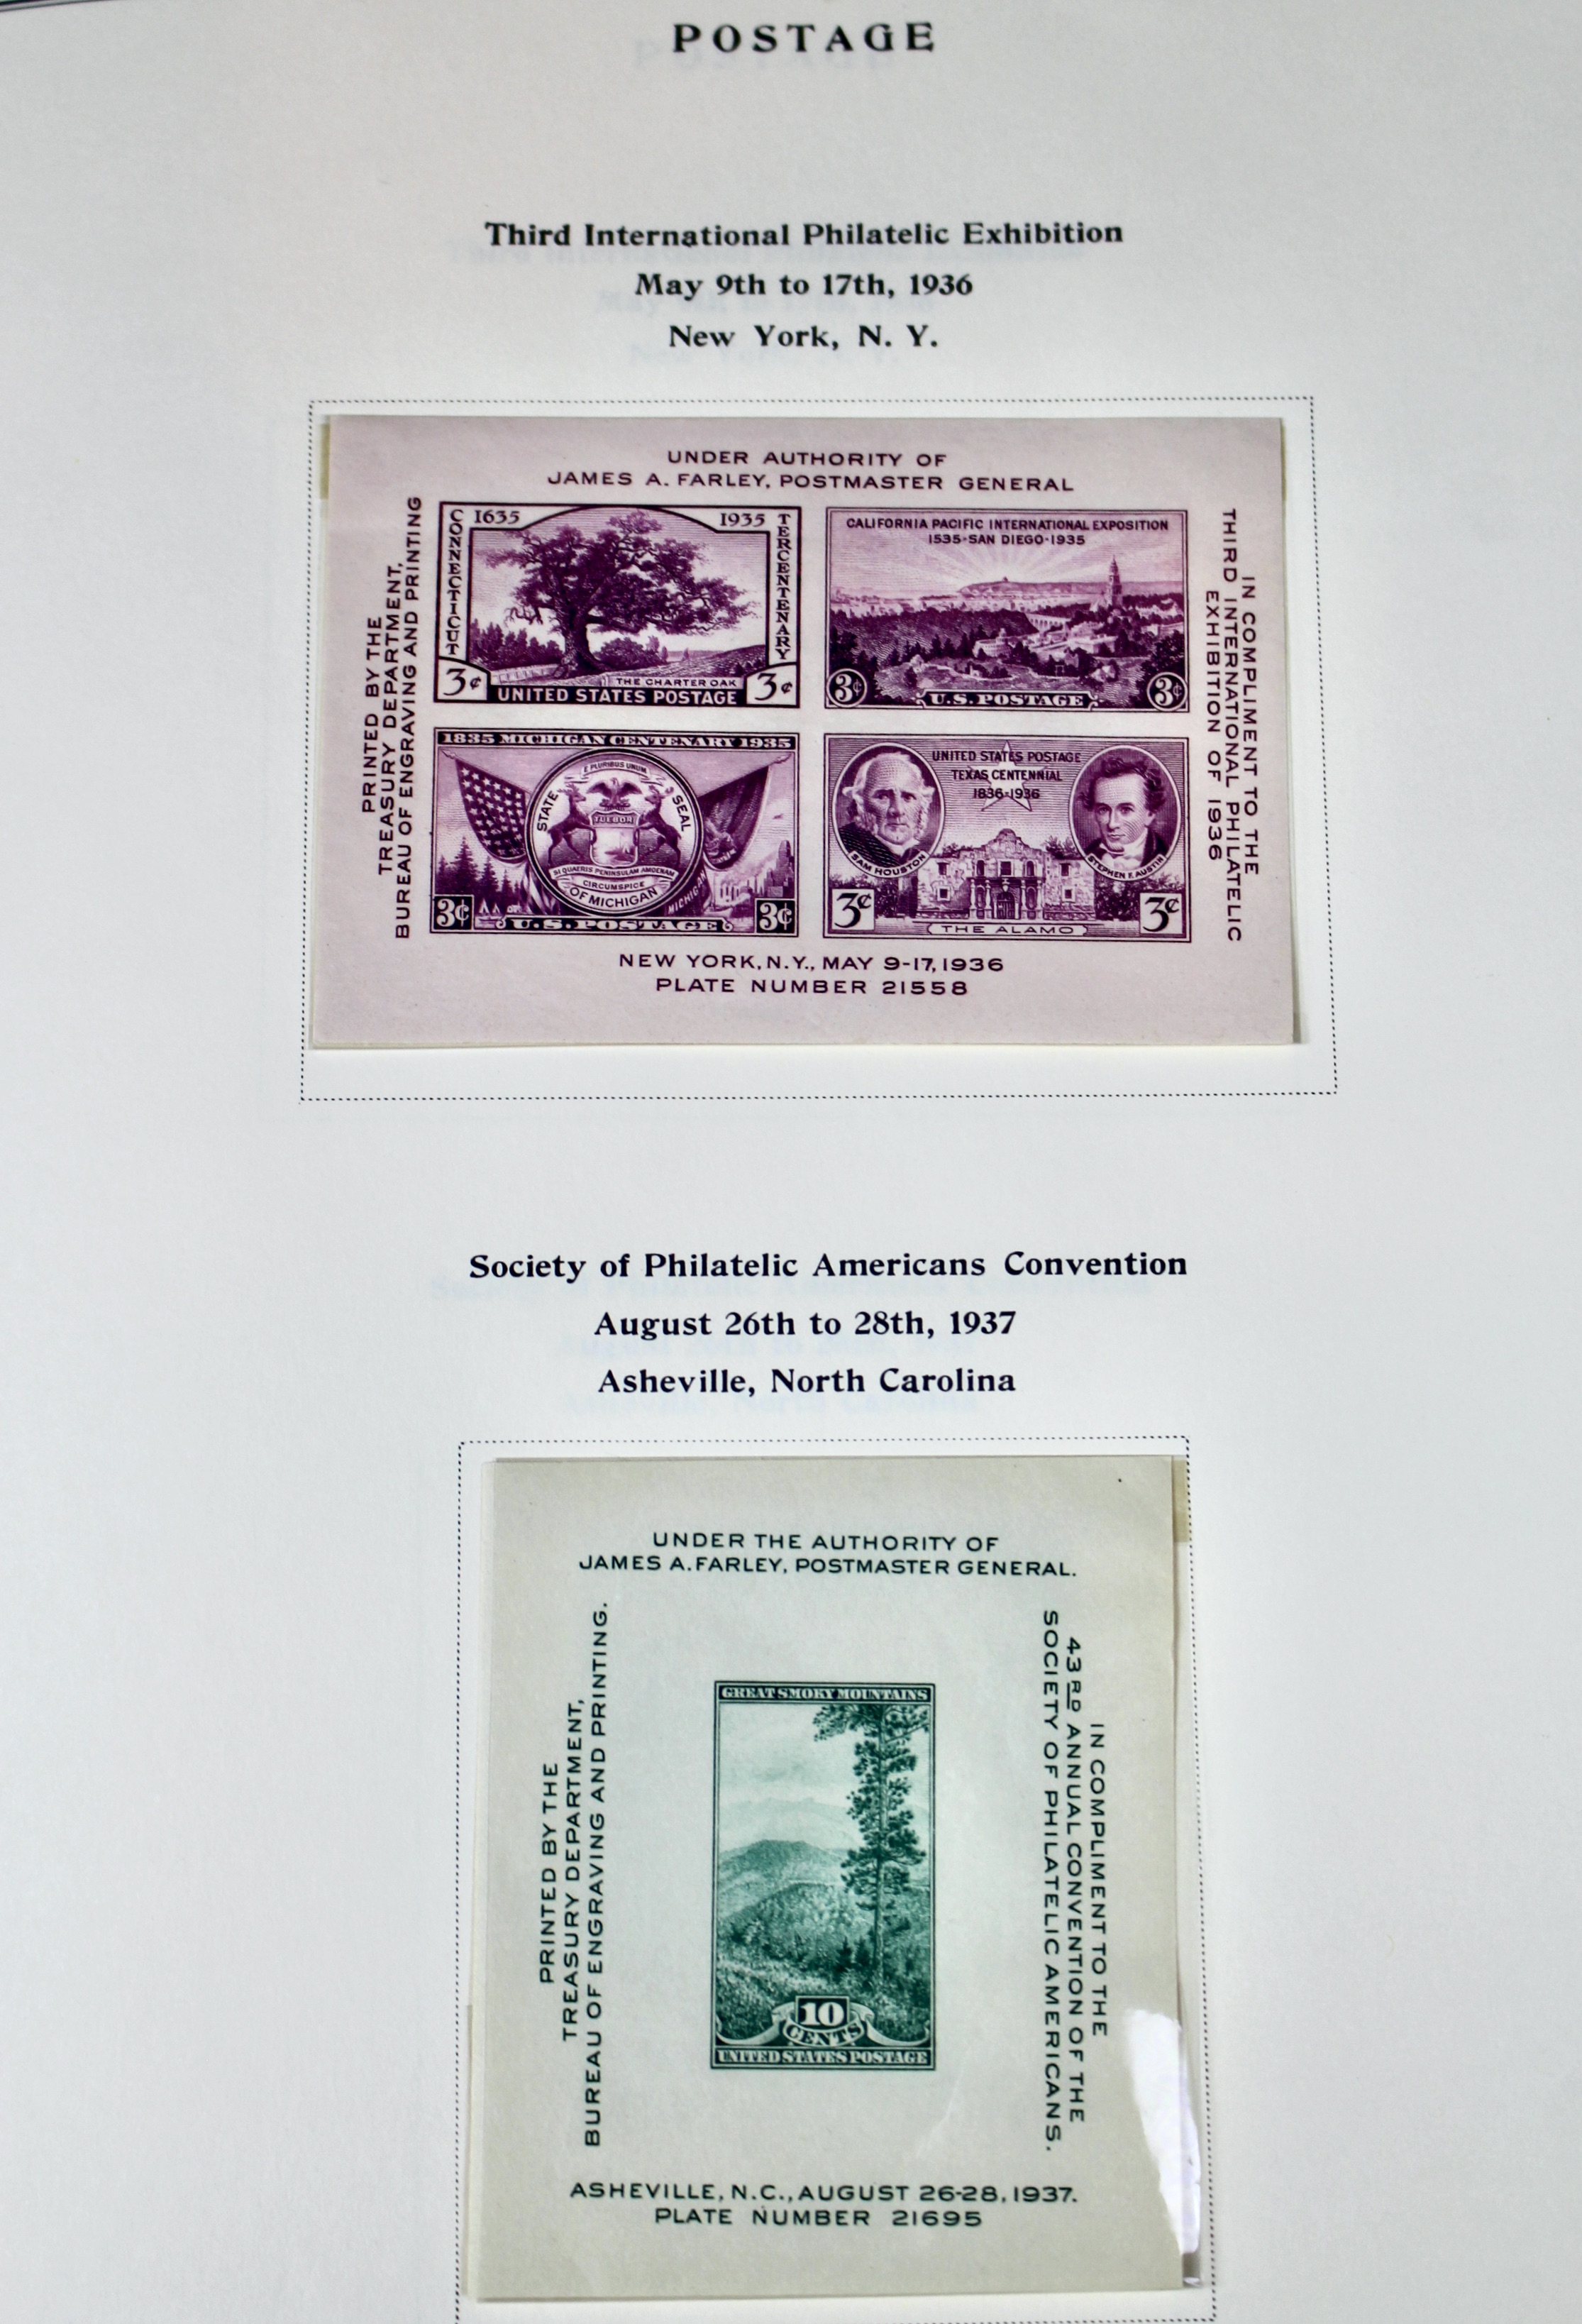 POSTAGE
Third International Philatelic Exhibition
May 9th to 17th, 1936
New York, N. Y.
UNDER AUTHORITY OF
JAMES A. FARLEY, POSTMASTER GENERAL
PRINTED BY THE
TREASURY DEPARTMENT,
BUREAU OF ENGRAVING AND PRINTING
CONNECTICUT
1635
1935
TERCENTENARY
THE CHARTER OAK
3¢
UNITED STATES POSTAGE
3¢
CALIFORNIA PACIFIC INTERNATIONAL EXPOSITION
1535·SAN DIEGO·1935
3¢
U.S. POSTAGE
3¢
1835 MICHIGAN CENTENARY 1935
E PLURIBUS UNUM
STATE SEAL
TUEBOR
SI QUAERIS PENINSULAM AMOENAM
CIRCUMSPICE
OF MICHIGAN
MICHIGAN
3¢
U.S. POSTAGE
3¢
UNITED STATES POSTAGE
TEXAS CENTENNIAL
1836·1936
SAM HOUSTON
STEPHEN F. AUSTIN
3¢
THE ALAMO
3¢
IN COMPLIMENT TO THE
THIRD INTERNATIONAL PHILATELIC
EXHIBITION OF 1936
NEW YORK, N.Y., MAY 9-17, 1936
PLATE NUMBER 21558
Society of Philatelic Americans Convention
August 26th to 28th, 1937
Asheville, North Carolina
UNDER THE AUTHORITY OF
JAMES A. FARLEY, POSTMASTER GENERAL.
PRINTED BY THE
TREASURY DEPARTMENT,
BUREAU OF ENGRAVING AND PRINTING.
GREAT SMOKY MOUNTAINS
10
CENTS
UNITED STATES POSTAGE
IN COMPLIMENT TO THE
43RD ANNUAL CONVENTION OF THE
SOCIETY OF PHILATELIC AMERICANS.
ASHEVILLE, N.C., AUGUST 26-28, 1937.
PLATE NUMBER 21695